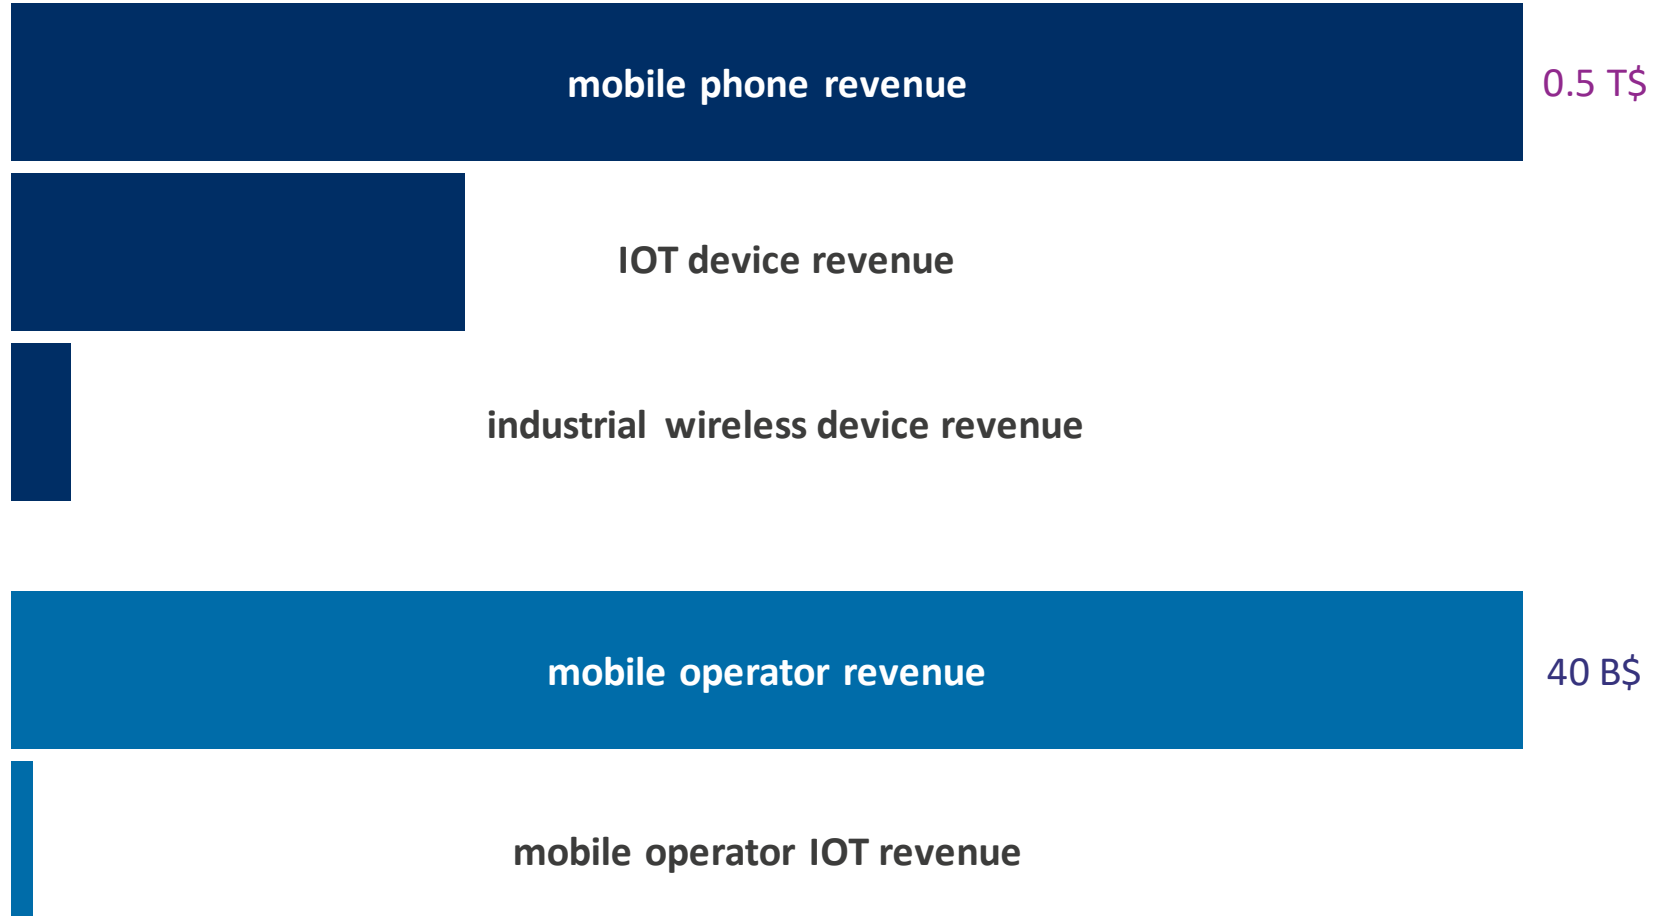 mobile phone revenue
0.5 T$
IOT device revenue
industrial wireless device revenue
mobile operator revenue
40 B$
mobile operator IOT revenue